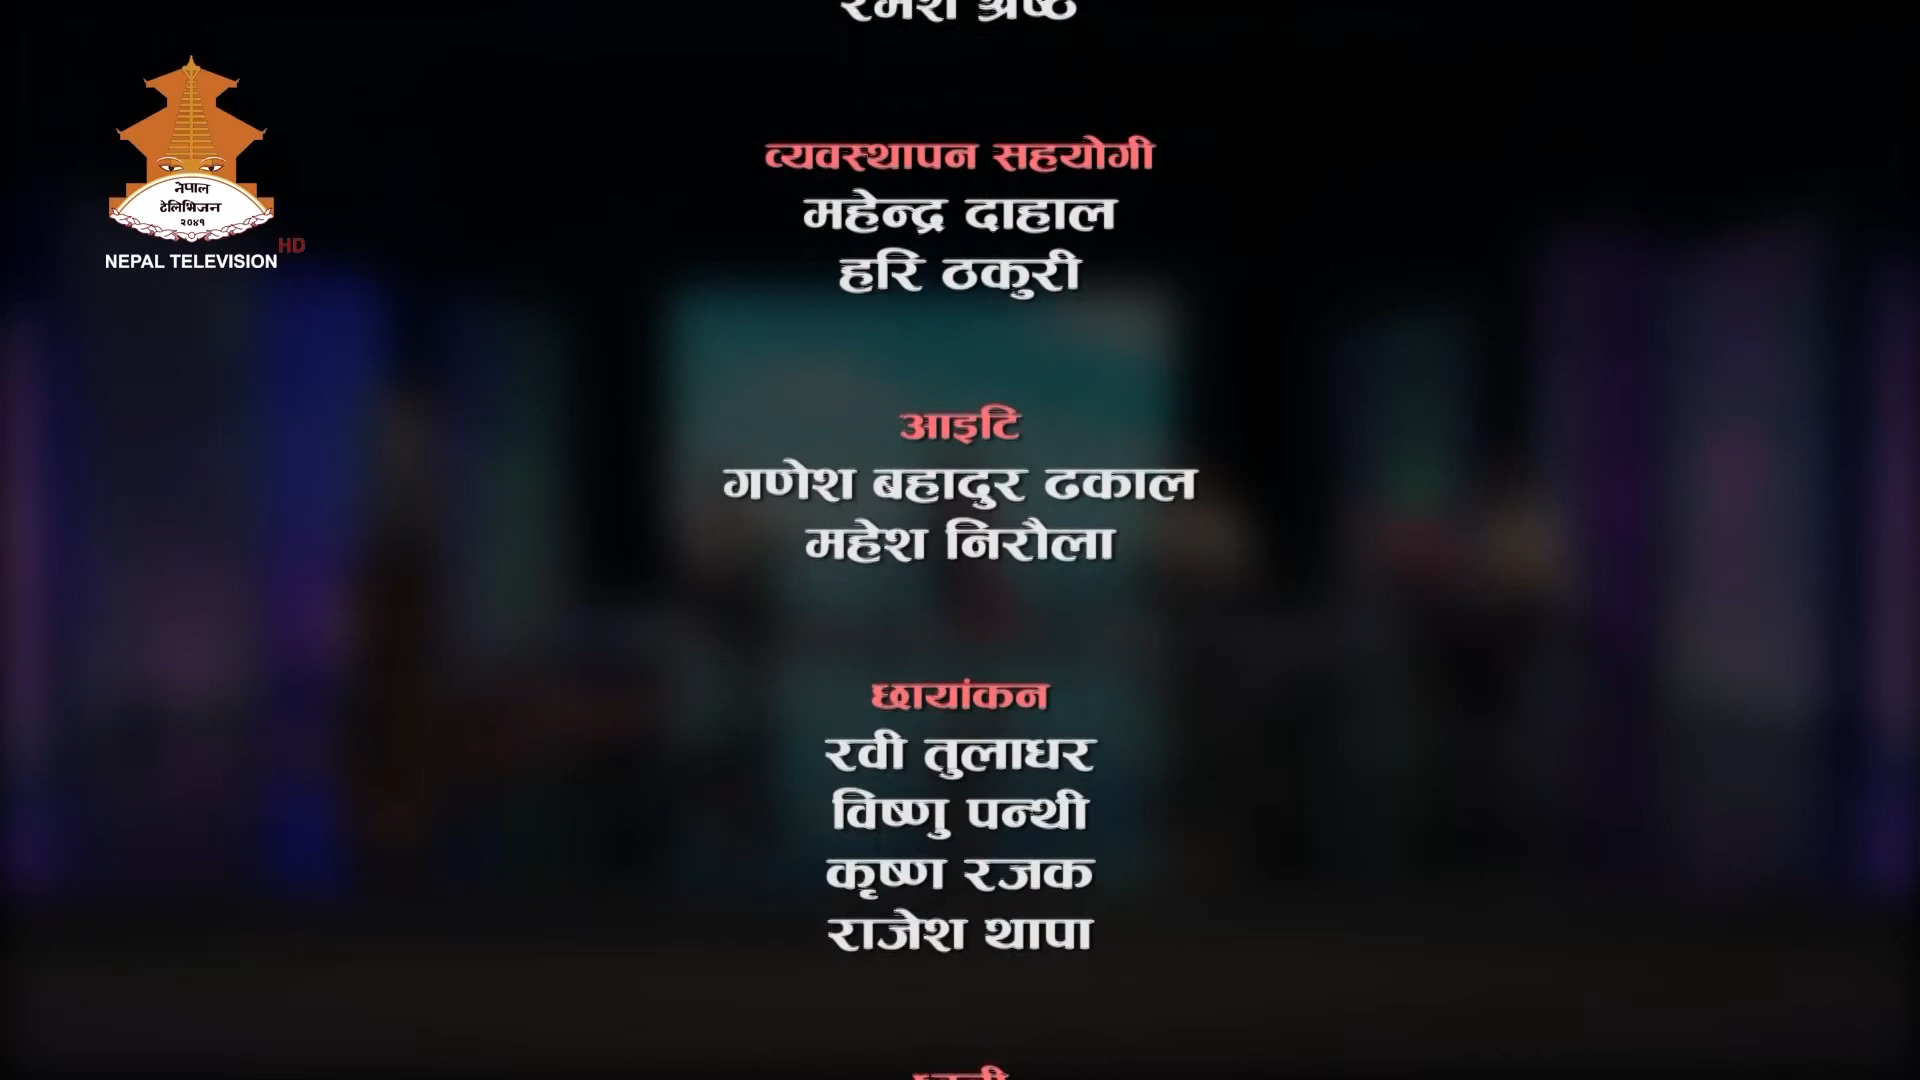 रमेश श्रेष्ठ
नेपाल
टेलिभिजन
२०४१
NEPAL TELEVISION HD
व्यवस्थापन सहयोगी
महेन्द्र दाहाल
हरि ठकुरी
आइटि
गणेश बहादुर ढकाल
महेश निरौला
छायांकन
रवी तुलाधर
विष्णु पन्थी
कृष्ण रजक
राजेश थापा